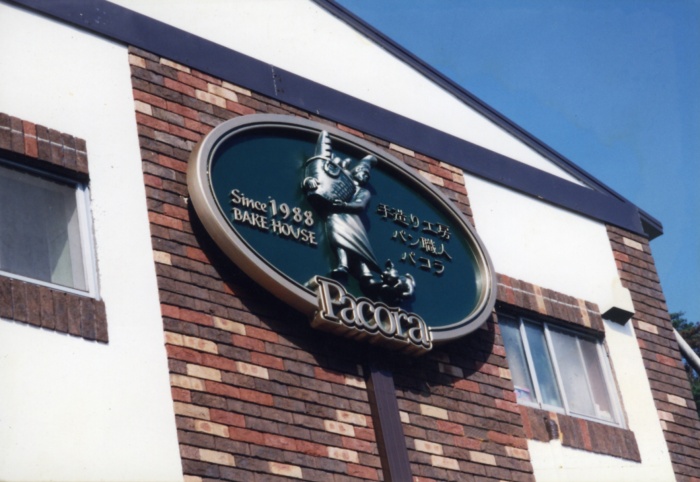 Since 1988
BAKE HOUSE
手造り工房
パン職人
パコラ
Pacora